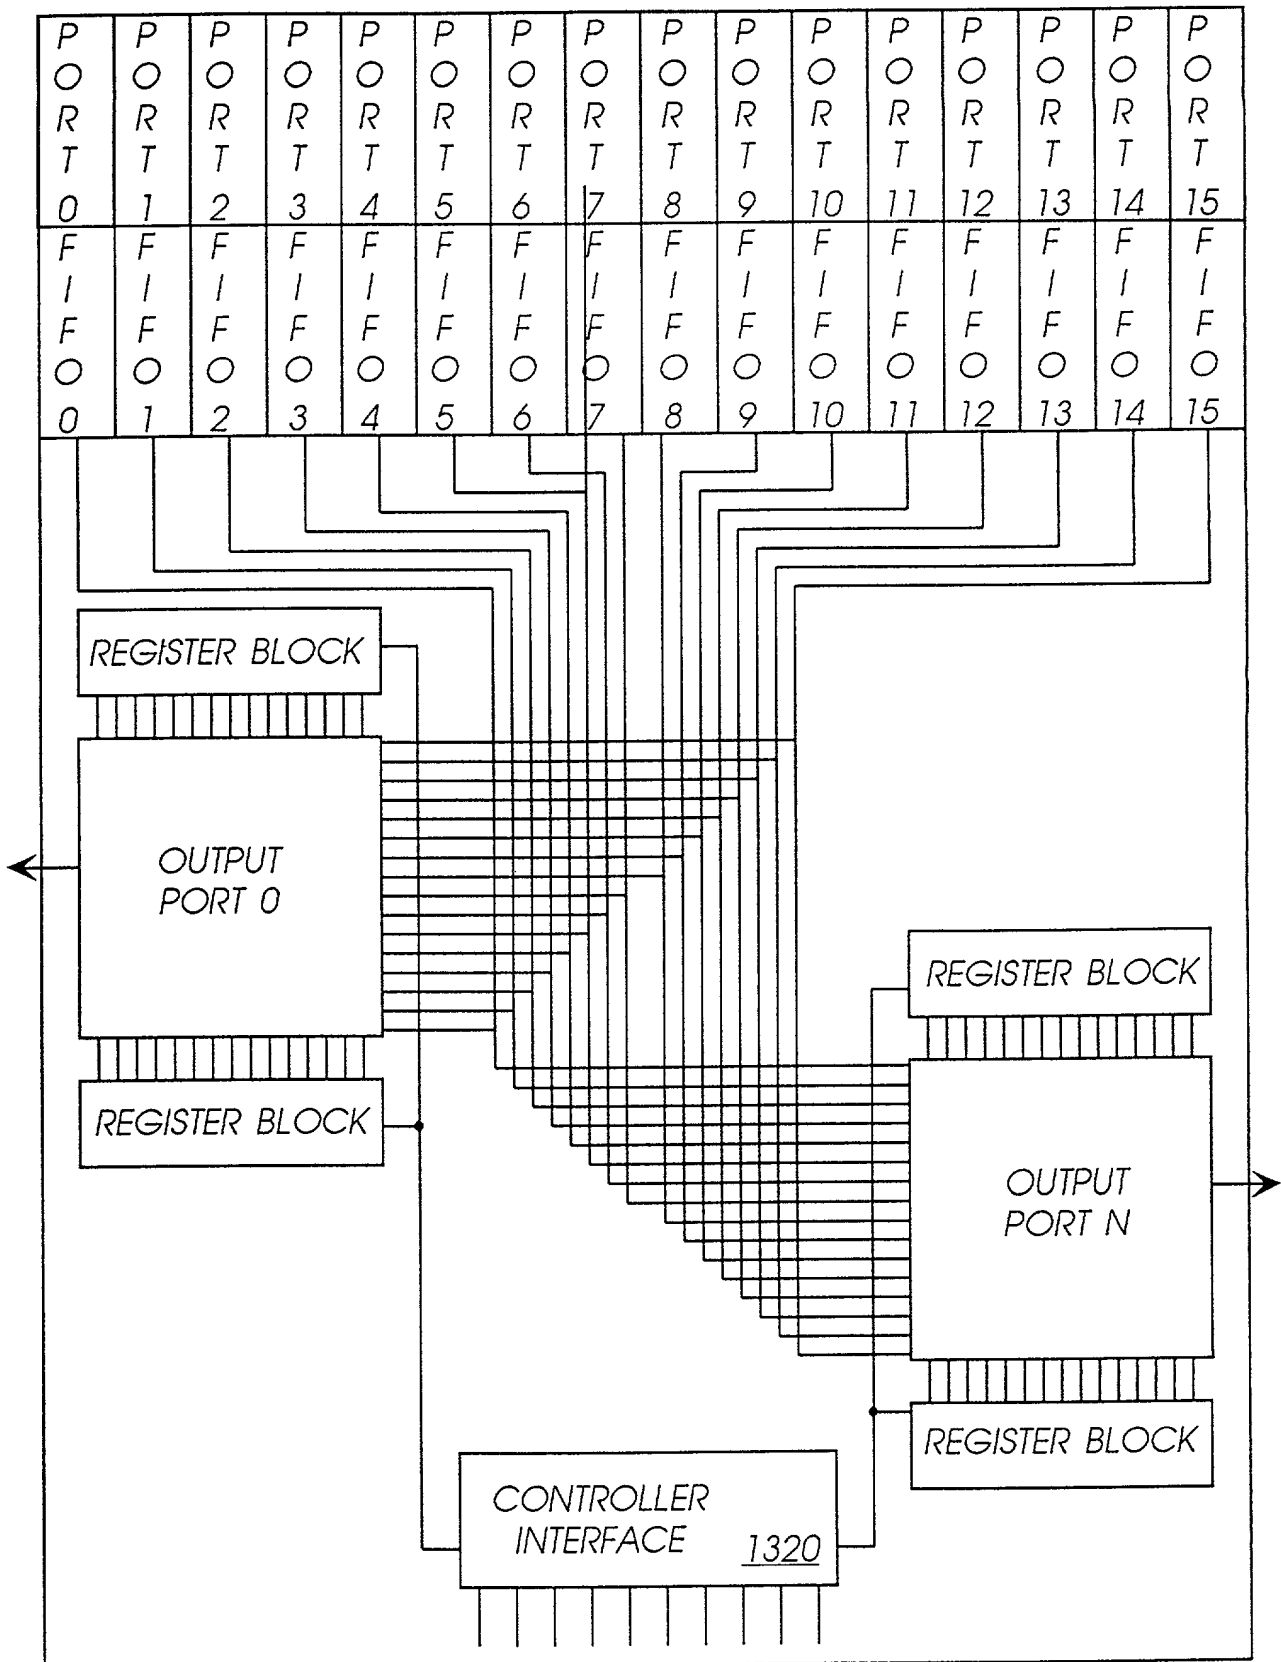 PORT 0
PORT 1
PORT 2
PORT 3
PORT 4
PORT 5
PORT 6
PORT 7
PORT 8
PORT 9
PORT 10
PORT 11
PORT 12
PORT 13
PORT 14
PORT 15
FIFO 0
FIFO 1
FIFO 2
FIFO 3
FIFO 4
FIFO 5
FIFO 6
FIFO 7
FIFO 8
FIFO 9
FIFO 10
FIFO 11
FIFO 12
FIFO 13
FIFO 14
FIFO 15
REGISTER BLOCK
OUTPUT
PORT 0
REGISTER BLOCK
REGISTER BLOCK
OUTPUT
PORT N
REGISTER BLOCK
CONTROLLER
INTERFACE 1320